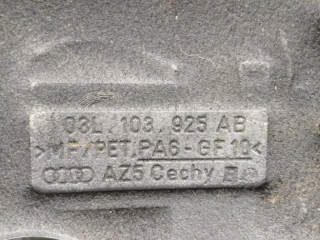 03L.103.925 AB
>MF/PET.PA6-GF10<
AZ5 Cechy